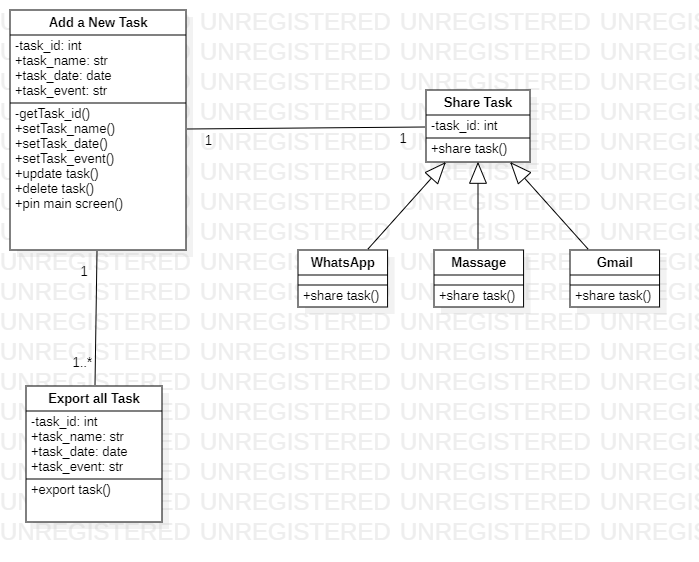 Add a New Task
-task_id: int
+task_name: str
+task_date: date
+task_event: str
-getTask_id()
+setTask_name()
+setTask_date()
+setTask_event()
+update task()
+delete task()
+pin main screen()
1
1
Share Task
-task_id: int
+share task()
WhatsApp
+share task()
Massage
+share task()
Gmail
+share task()
1
1..*
Export all Task
-task_id: int
+task_name: str
+task_date: date
+task_event: str
+export task()
UNREGISTERED